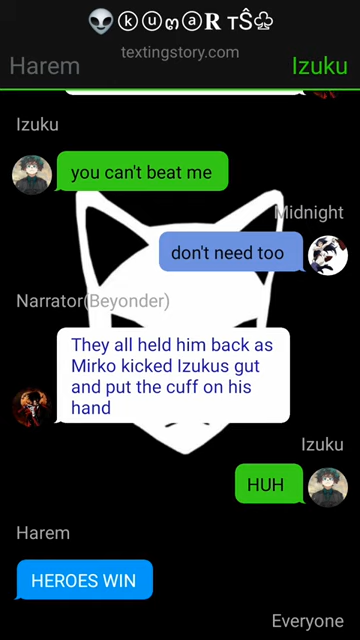 👽ⓚⓤოⓐ𝐑 тŜ♧
textingstory.com
Harem
Izuku
Izuku
you can't beat me
Midnight
don't need too
Narrator(Beyonder)
They all held him back as
Mirko kicked Izukus gut
and put the cuff on his
hand
Izuku
HUH
Harem
HEROES WIN
Everyone